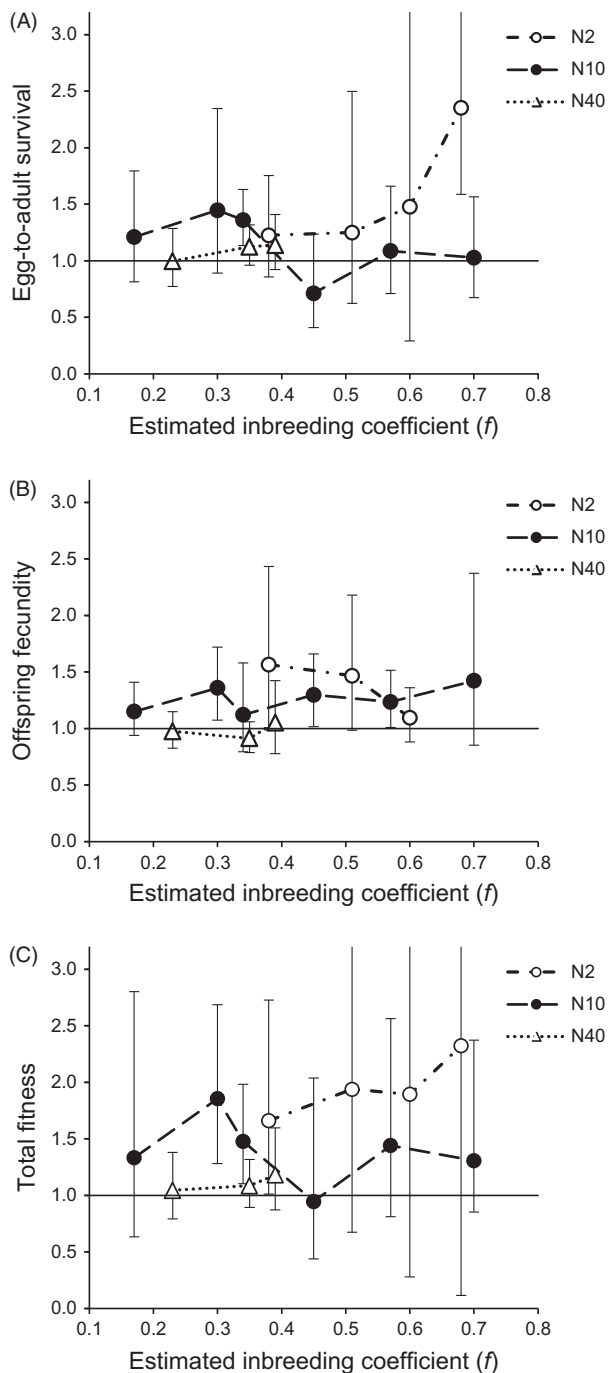 (A)
3.0
2.5
2.0
1.5
1.0
0.5
0.0
Egg-to-adult survival
N2
N10
N40
0.1 0.2 0.3 0.4 0.5 0.6 0.7 0.8
Estimated inbreeding coefficient (f)
(B)
3.0
2.5
2.0
1.5
1.0
0.5
0.0
Offspring fecundity
N2
N10
N40
0.1 0.2 0.3 0.4 0.5 0.6 0.7 0.8
Estimated inbreeding coefficient (f)
(C)
3.0
2.5
2.0
1.5
1.0
0.5
0.0
Total fitness
N2
N10
N40
0.1 0.2 0.3 0.4 0.5 0.6 0.7 0.8
Estimated inbreeding coefficient (f)